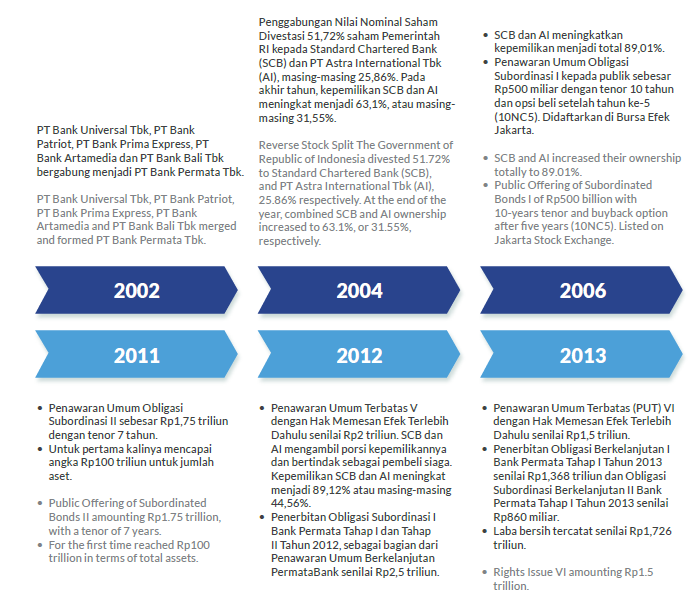 PT Bank Universal Tbk, PT Bank
Patriot, PT Bank Prima Express, PT
Bank Artamedia dan PT Bank Bali Tbk
bergabung menjadi PT Bank Permata Tbk.
PT Bank Universal Tbk, PT Bank Patriot,
PT Bank Prima Express, PT Bank
Artamedia and PT Bank Bali Tbk merged
and formed PT Bank Permata Tbk.
Penggabungan Nilai Nominal Saham
Divestasi 51,72% saham Pemerintah
RI kepada Standard Chartered Bank
(SCB) dan PT Astra International Tbk
(AI), masing-masing 25,86%. Pada
akhir tahun, kepemilikan SCB dan AI
meningkat menjadi 63,1%, atau masing-
masing 31,55%.
Reverse Stock Split The Government of
Republic of Indonesia divested 51.72%
to Standard Chartered Bank (SCB),
and PT Astra International Tbk (AI),
25.86% respectively. At the end of the
year, combined SCB and AI ownership
increased to 63.1%, or 31.55%,
respectively.
• SCB dan AI meningkatkan
kepemilikan menjadi total 89,01%.
• Penawaran Umum Obligasi
Subordinasi I kepada publik sebesar
Rp500 miliar dengan tenor 10 tahun
dan opsi beli setelah tahun ke-5
(10NC5). Didaftarkan di Bursa Efek
Jakarta.
• SCB and AI increased their ownership
totally to 89.01%.
• Public Offering of Subordinated
Bonds I of Rp500 billion with
10-years tenor and buyback option
after five years (10NC5). Listed on
Jakarta Stock Exchange.
2002
2004
2006
2011
2012
2013
• Penawaran Umum Obligasi
Subordinasi II sebesar Rp1,75 triliun
dengan tenor 7 tahun.
• Untuk pertama kalinya mencapai
angka Rp100 triliun untuk jumlah
aset.
• Public Offering of Subordinated
Bonds II amounting Rp1.75 trillion,
with a tenor of 7 years.
• For the first time reached Rp100
trillion in terms of total assets.
• Penawaran Umum Terbatas V
dengan Hak Memesan Efek Terlebih
Dahulu senilai Rp2 triliun. SCB dan
AI mengambil porsi kepemilikannya
dan bertindak sebagai pembeli siaga.
Kepemilikan SCB dan AI meningkat
menjadi 89,12% atau masing-masing
44,56%.
• Penerbitan Obligasi Subordinasi I
Bank Permata Tahap I dan Tahap
II Tahun 2012, sebagai bagian dari
Penawaran Umum Berkelanjutan
PermataBank senilai Rp2,5 triliun.
• Penawaran Umum Terbatas (PUT) VI
dengan Hak Memesan Efek Terlebih
Dahulu senilai Rp1,5 triliun.
• Penerbitan Obligasi Berkelanjutan I
Bank Permata Tahap I Tahun 2013
senilai Rp1,368 triliun dan Obligasi
Subordinasi Berkelanjutan II Bank
Permata Tahap I Tahun 2013 senilai
Rp860 miliar.
• Laba bersih tercatat senilai Rp1,726
triliun.
• Rights Issue VI amounting Rp1.5
trillion.